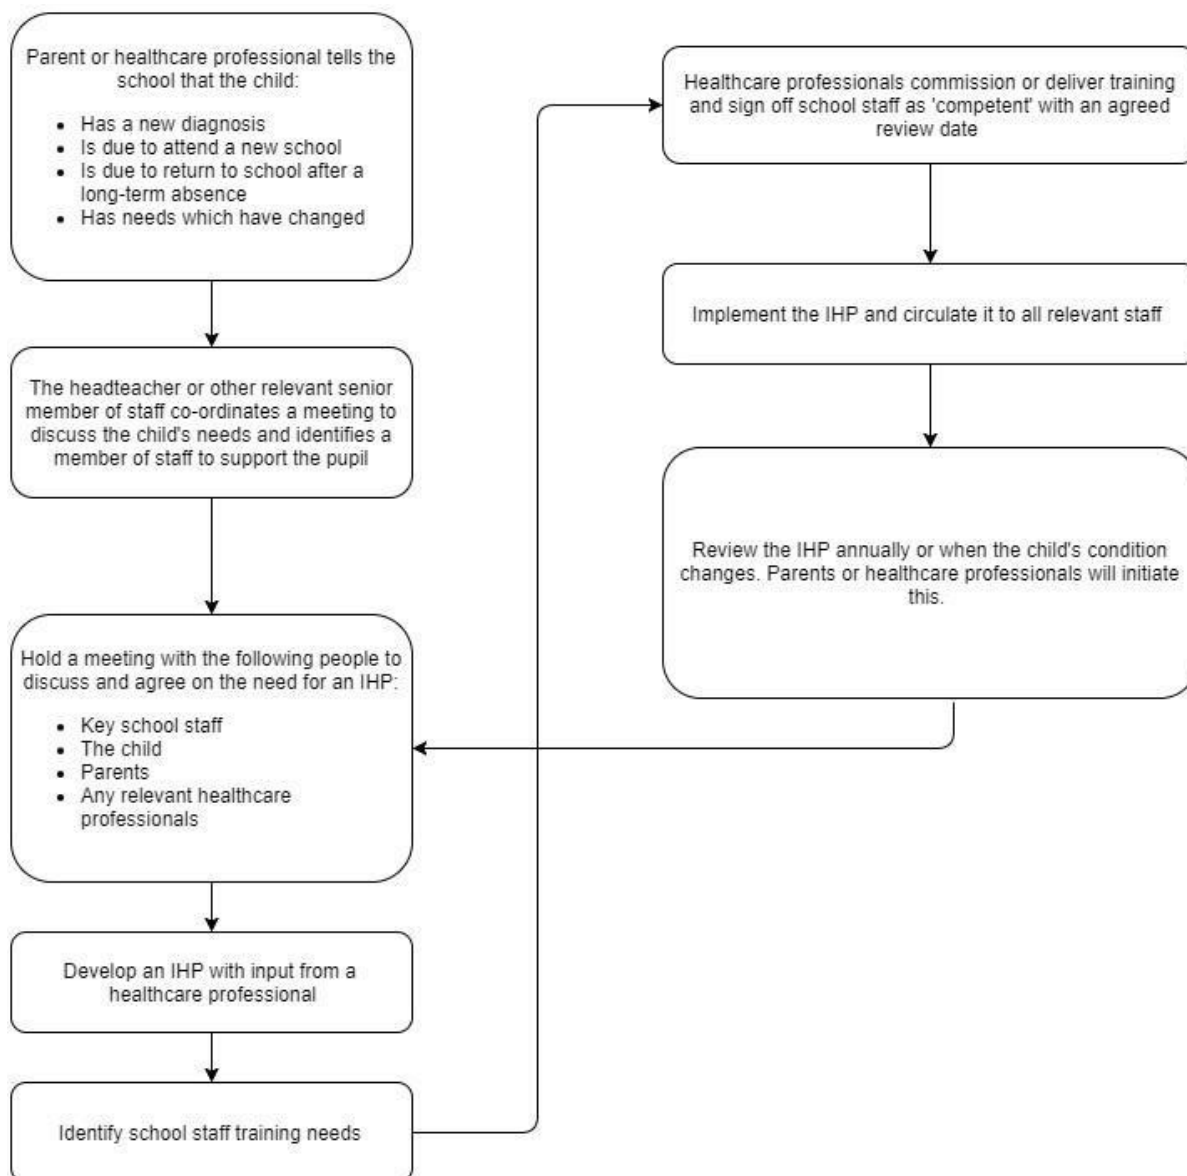 Parent or healthcare professional tells the
school that the child:
• Has a new diagnosis
• Is due to attend a new school
• Is due to return to school after a
long-term absence
• Has needs which have changed
The headteacher or other relevant senior
member of staff co-ordinates a meeting to
discuss the child's needs and identifies a
member of staff to support the pupil
Hold a meeting with the following people to
discuss and agree on the need for an IHP:
• Key school staff
• The child
• Parents
• Any relevant healthcare
professionals
Develop an IHP with input from a
healthcare professional
Identify school staff training needs
Healthcare professionals commission or deliver training
and sign off school staff as 'competent' with an agreed
review date
Implement the IHP and circulate it to all relevant staff
Review the IHP annually or when the child's condition
changes. Parents or healthcare professionals will initiate
this.